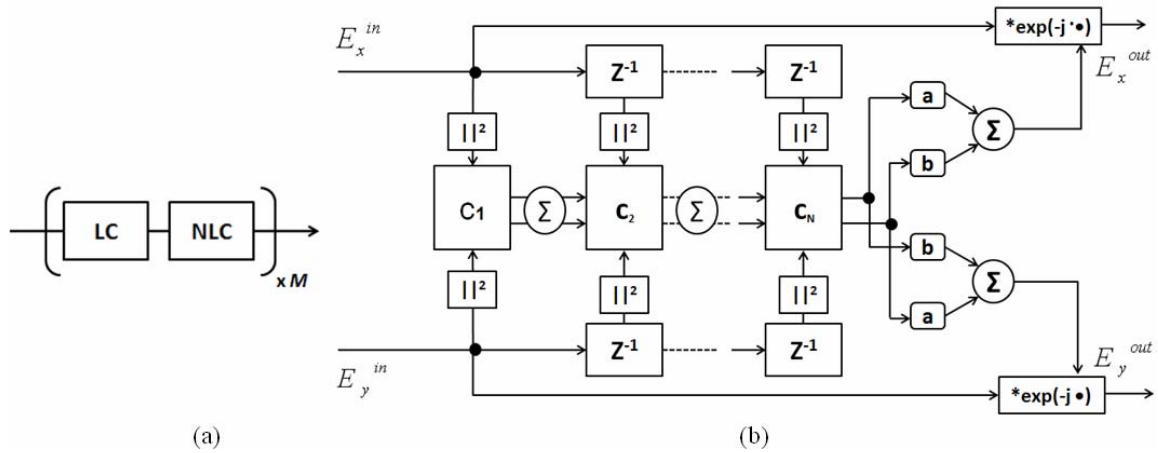 E_x^in
*exp(-j·•)
Z⁻¹ Z⁻¹
E_x^out
||² ||² ||²
a
Σ
b
C1 Σ c₂ Σ c_N
LC NLC
x M
b
||² ||² ||²
Σ
a
Z⁻¹ Z⁻¹
E_y^in
E_y^out
*exp(-j •)
(a) (b)